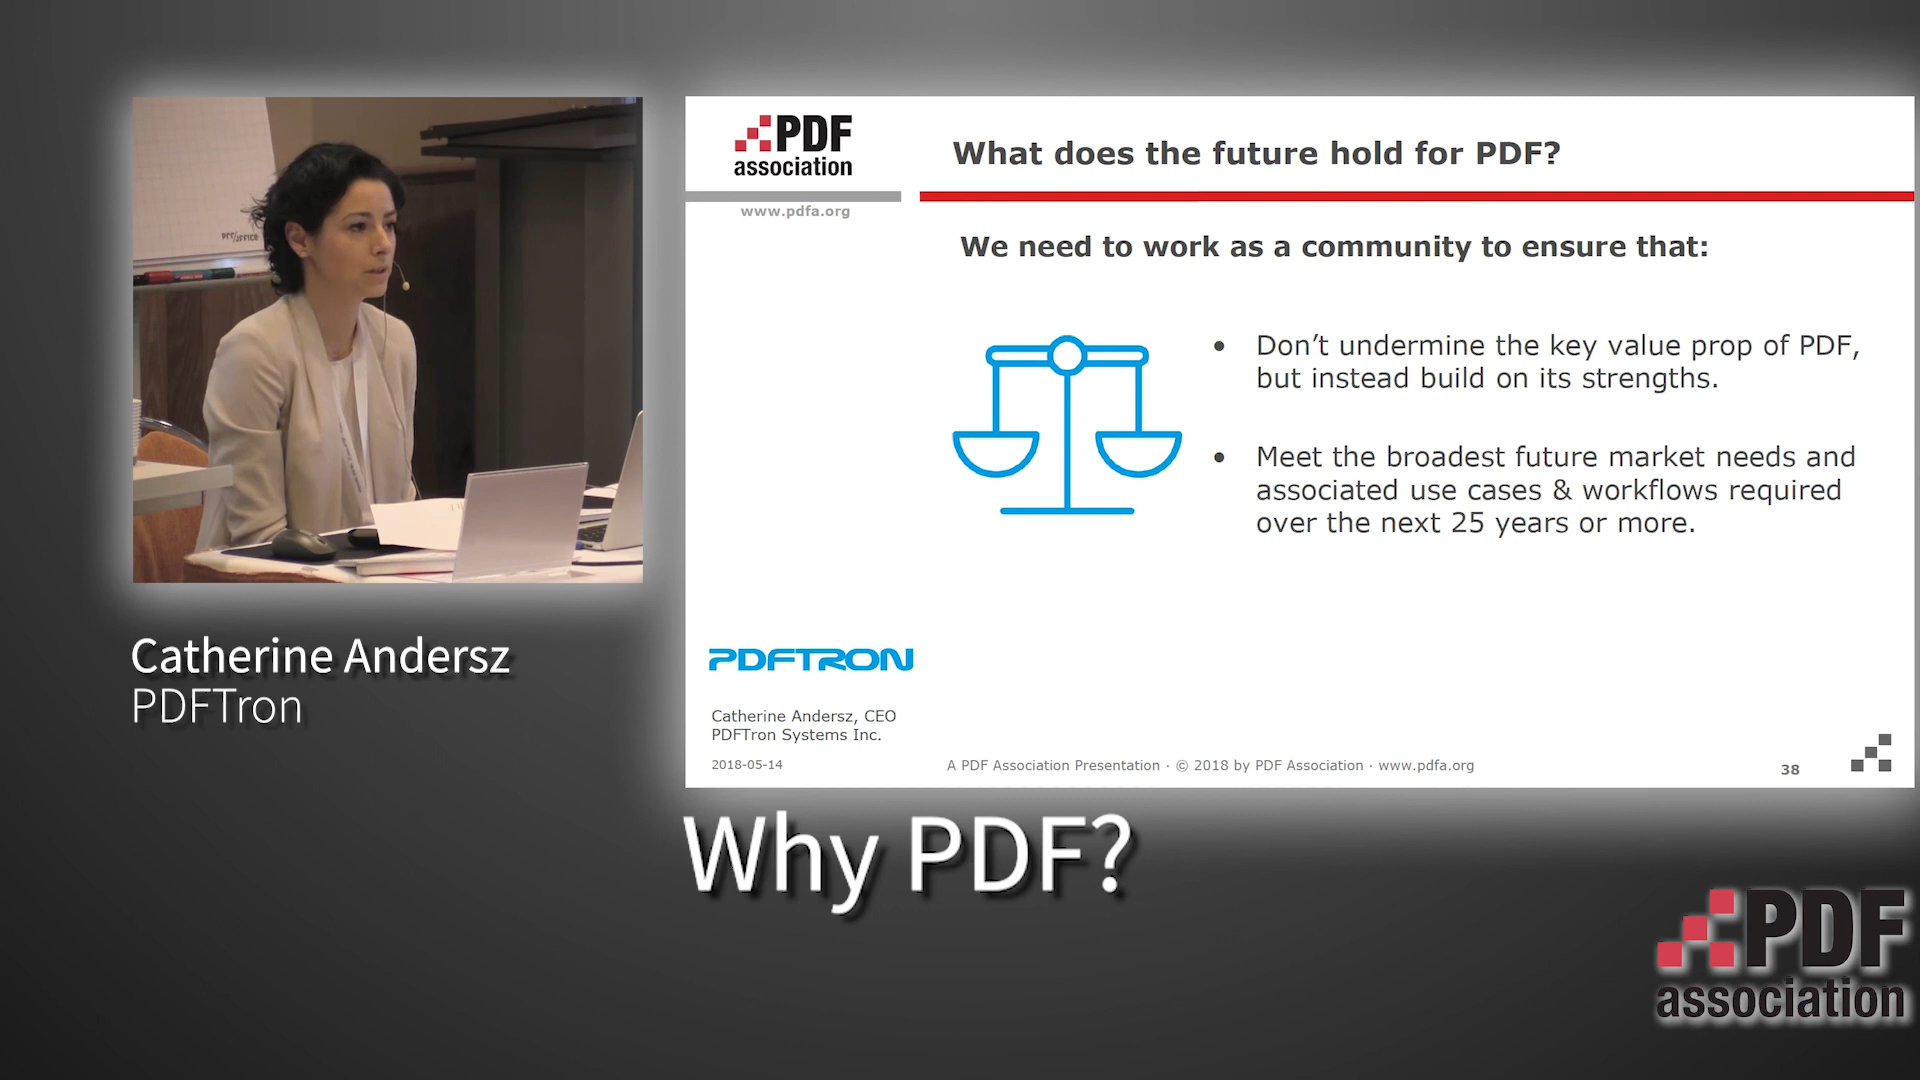 PDF
association
www.pdfa.org
What does the future hold for PDF?
We need to work as a community to ensure that:
• Don’t undermine the key value prop of PDF,
but instead build on its strengths.
• Meet the broadest future market needs and
associated use cases & workflows required
over the next 25 years or more.
PDFTRON
Catherine Andersz, CEO
PDFTron Systems Inc.
2018-05-14
A PDF Association Presentation · © 2018 by PDF Association · www.pdfa.org
38
Catherine Andersz
PDFTron
Why PDF?
PDF
association